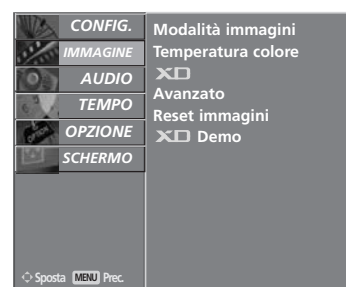 CONFIG.
IMMAGINE
AUDIO
TEMPO
OPZIONE
SCHERMO
Modalità immagini
Temperatura colore
XD
Avanzato
Reset immagini
XD Demo
Sposta MENU Prec.